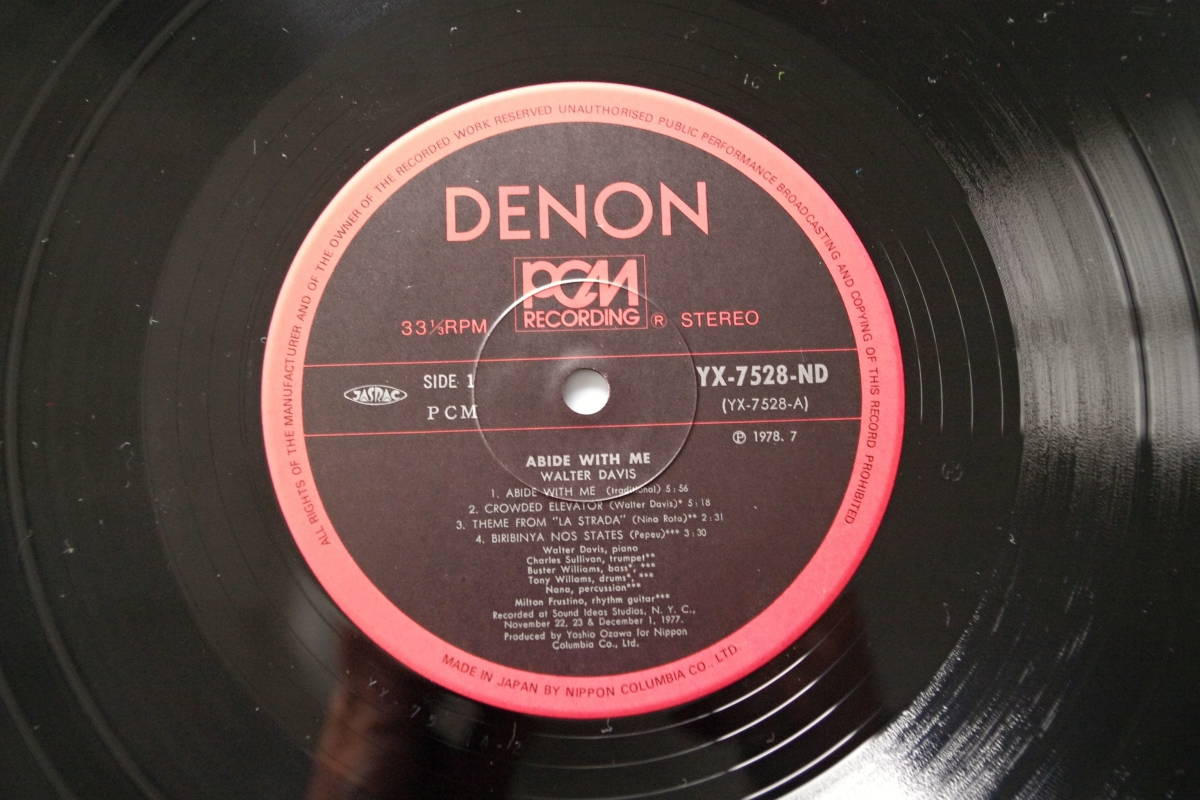 ALL RIGHTS OF THE MANUFACTURER AND OF THE OWNER OF THE RECORDED WORK RESERVED UNAUTHORISED PUBLIC PERFORMANCE BROADCASTING AND COPYING OF THIS RECORD PROHIBITED
DENON
PCM
RECORDING
33⅓RPM ® STEREO
JASRAC SIDE 1 YX-7528-ND
PCM (YX-7528-A)
℗ 1978. 7
ABIDE WITH ME
WALTER DAVIS
1. ABIDE WITH ME (traditional) 5:56
2. CROWDED ELEVATOR (Walter Davis)* 5:18
3. THEME FROM "LA STRADA" (Nino Rota)** 2:31
4. BIRIBINYA NOS STATES (Pepeu)*** 3:30
Walter Davis, piano
Charles Sullivan, trumpet**
Buster Williams, bass*, ***
Tony Willams, drums*, ***
Nana, percussion***
Milton Frustino, rhythm guitar***
Recorded at Sound Ideas Studios, N. Y. C.,
November 22, 23 & December 1, 1977.
Produced by Yoshio Ozawa for Nippon
Columbia Co., Ltd.
MADE IN JAPAN BY NIPPON COLUMBIA CO., LTD.